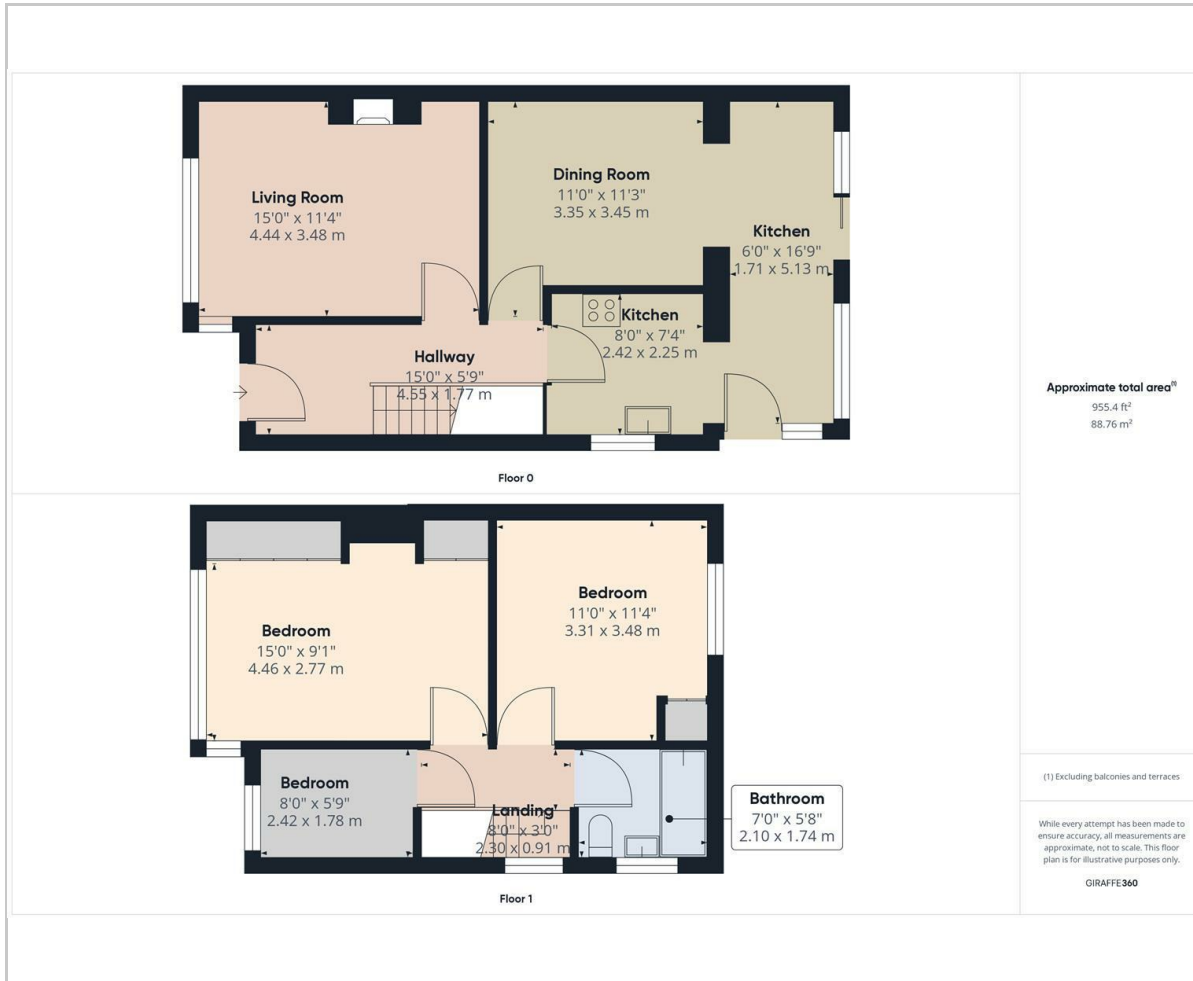 Living Room
15'0" x 11'4"
4.44 x 3.48 m
Dining Room
11'0" x 11'3"
3.35 x 3.45 m
Kitchen
6'0" x 16'9"
1.71 x 5.13 m
Kitchen
8'0" x 7'4"
2.42 x 2.25 m
Hallway
15'0" x 5'9"
4.55 x 1.77 m
Floor 0
Approximate total area(1)
955.4 ft²
88.76 m²
Bedroom
15'0" x 9'1"
4.46 x 2.77 m
Bedroom
11'0" x 11'4"
3.31 x 3.48 m
Bedroom
8'0" x 5'9"
2.42 x 1.78 m
Landing
8'0" x 3'0"
2.30 x 0.91 m
Bathroom
7'0" x 5'8"
2.10 x 1.74 m
Floor 1
(1) Excluding balconies and terraces
While every attempt has been made to
ensure accuracy, all measurements are
approximate, not to scale. This floor
plan is for illustrative purposes only.
GIRAFFE360